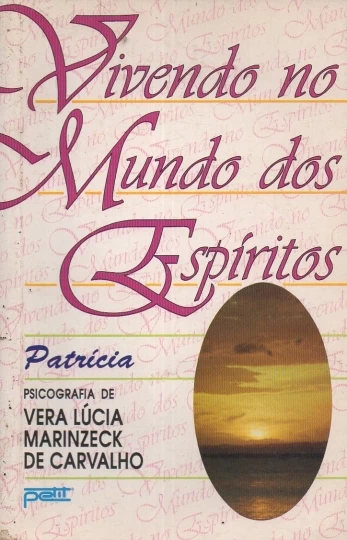 Vivendo no
Mundo dos
Espíritos
Patrícia
PSICOGRAFIA DE
VERA LÚCIA
MARINZECK
DE CARVALHO
petit